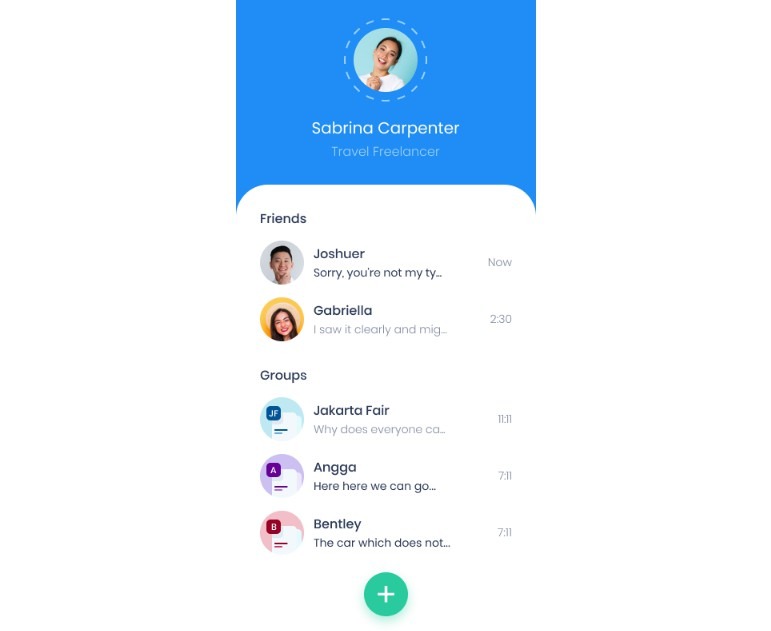 Sabrina Carpenter
Travel Freelancer
Friends
Joshuer
Now
Sorry, you're not my ty...
Gabriella
2:30
I saw it clearly and mig...
Groups
JF
Jakarta Fair
11:11
Why does everyone ca...
A
Angga
7:11
Here here we can go...
B
Bentley
7:11
The car which does not...